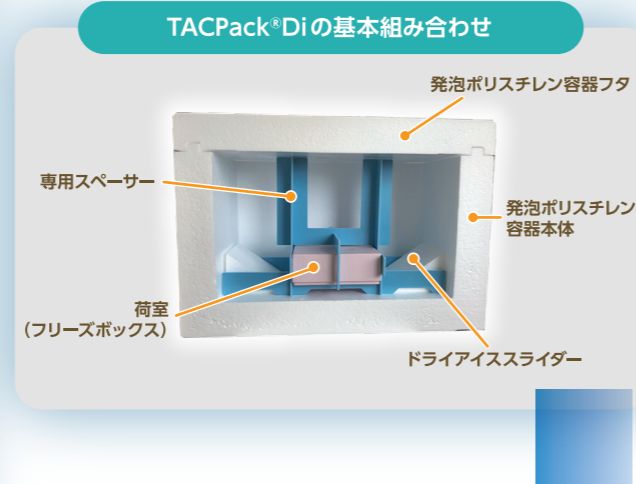 TACPack®Diの基本組み合わせ
発泡ポリスチレン容器フタ
専用スペーサー
発泡ポリスチレン
容器本体
荷室
（フリーズボックス）
ドライアイススライダー